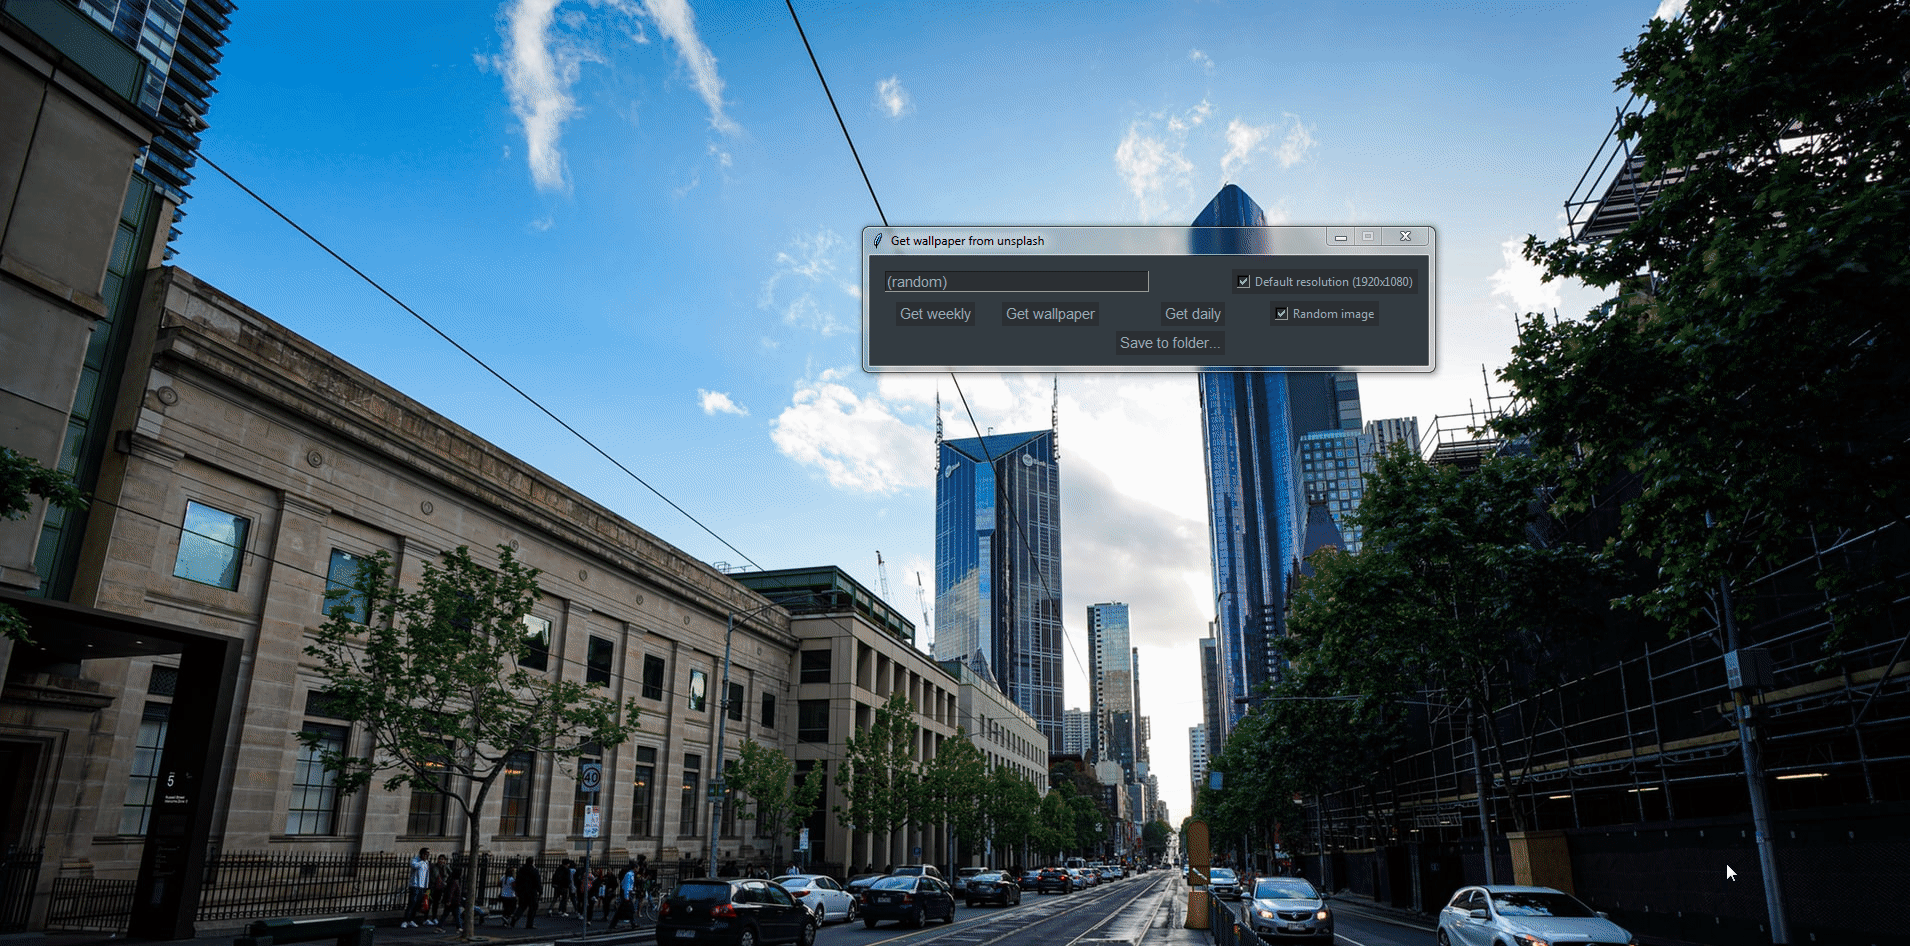 Get wallpaper from unsplash
(random)
Default resolution (1920x1080)
Get weekly
Get wallpaper
Get daily
Random image
Save to folder...
5
40